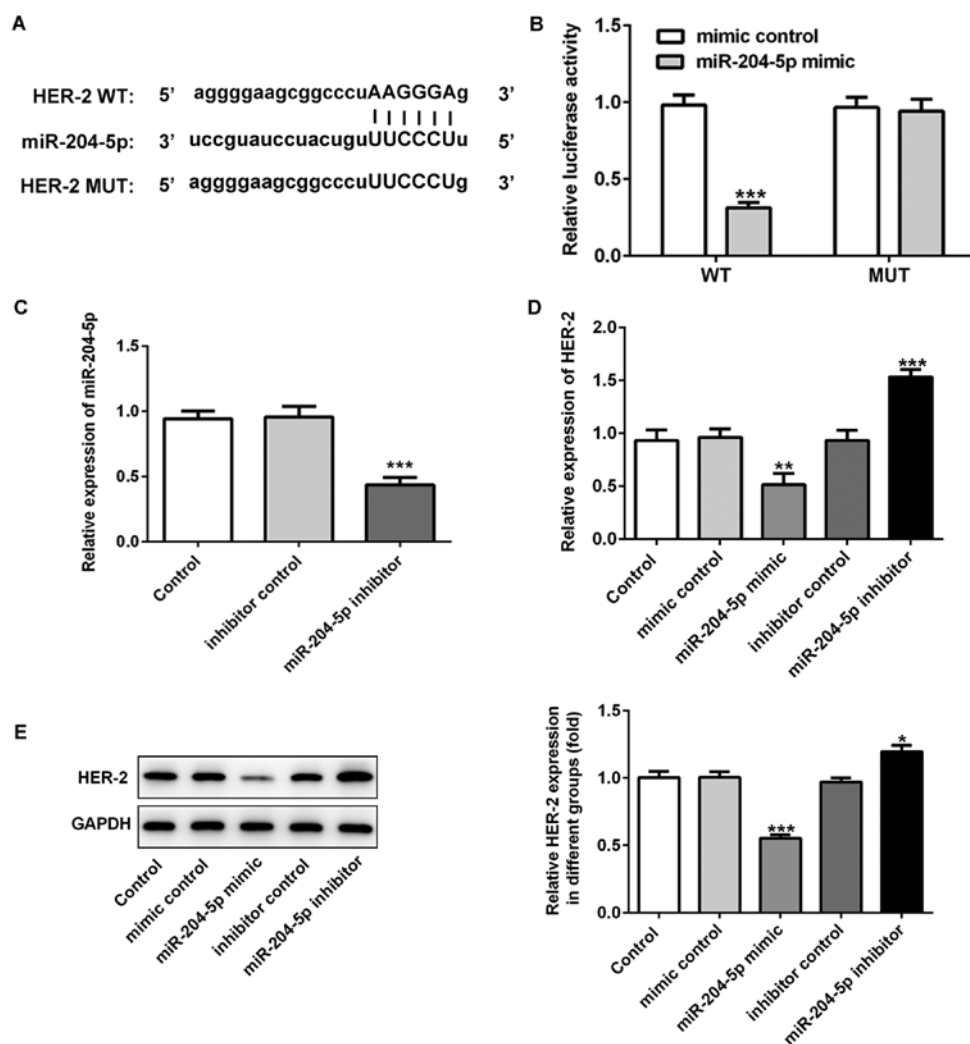 A
HER-2 WT: 5' aggggaagcggcccuAAGGGAg 3'
miR-204-5p: 3' uccguauccuacuguUUCCCUu 5'
HER-2 MUT: 5' aggggaagcggcccuUUCCCUg 3'
B
Relative luciferase activity
mimic control
miR-204-5p mimic
1.5
1.0
0.5
0.0
***
WT MUT
C
Relative expression of miR-204-5p
1.5
1.0
0.5
0.0
***
Control
inhibitor control
miR-204-5p inhibitor
D
Relative expression of HER-2
2.0
1.5
1.0
0.5
0.0
**
***
Control
mimic control
miR-204-5p mimic
inhibitor control
miR-204-5p inhibitor
E
HER-2
GAPDH
Control
mimic control
miR-204-5p mimic
inhibitor control
miR-204-5p inhibitor
Relative HER-2 expression
in different groups (fold)
1.5
1.0
0.5
0.0
***
*
Control
mimic control
miR-204-5p mimic
inhibitor control
miR-204-5p inhibitor